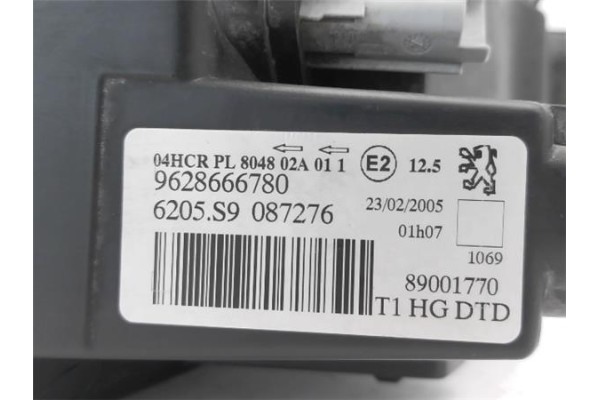 04HCR PL 8048 02A 01 1 E2 12.5
9628666780
6205.S9 087276 23/02/2005
01h07
1069
89001770
T1 HG DTD